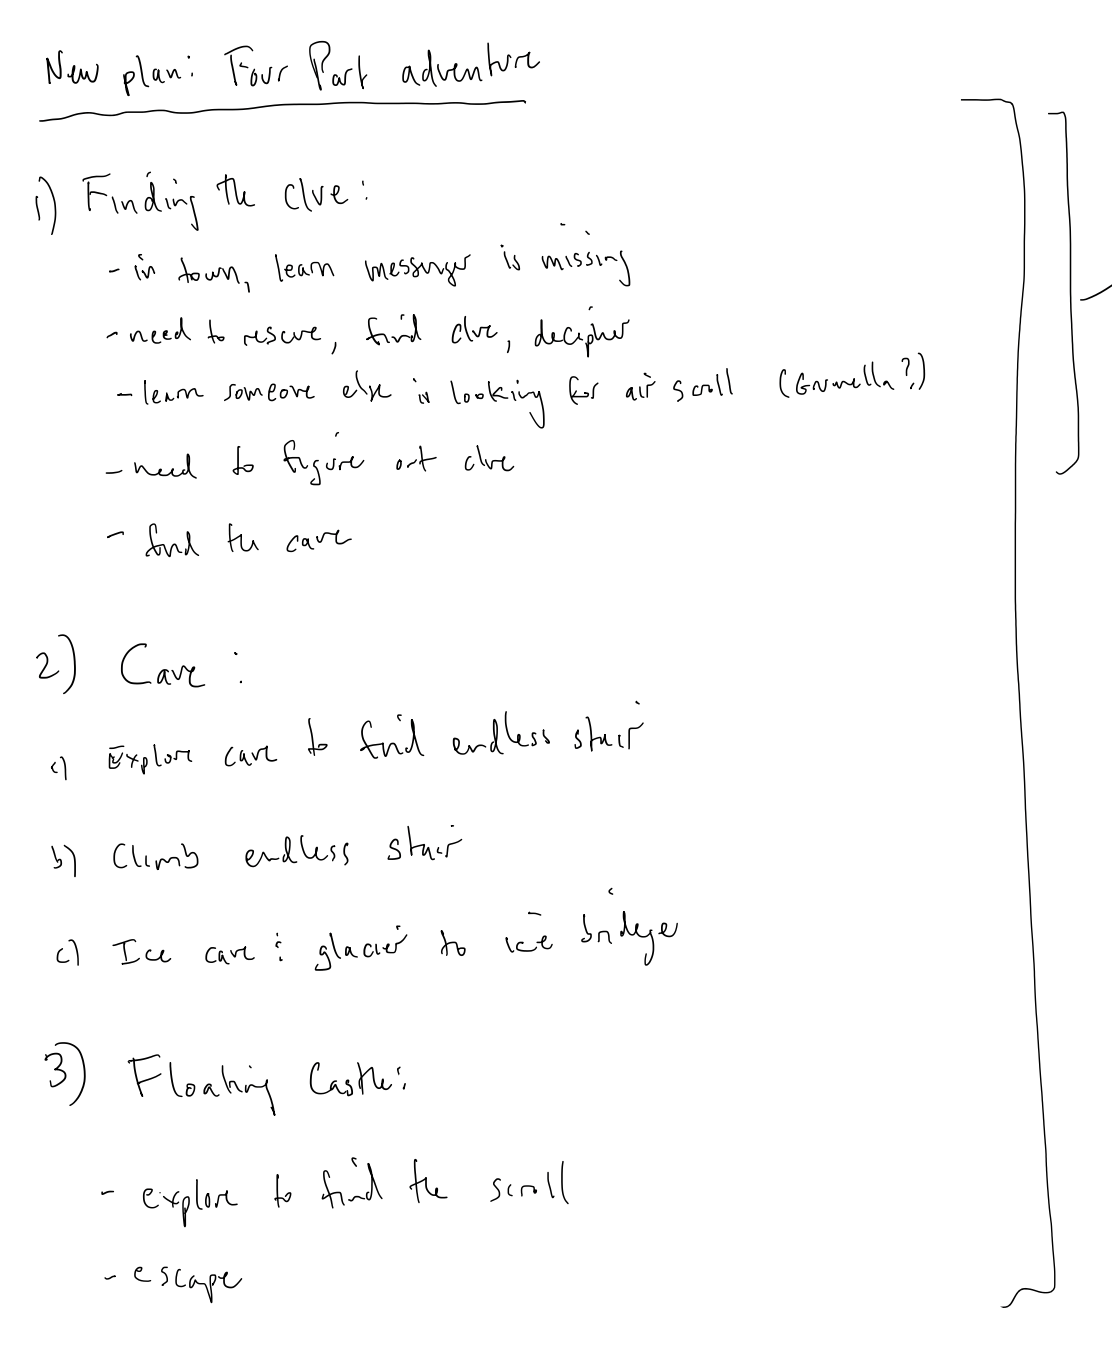 New plan: Four Part adventure
1) Finding the clue:
- in town, learn messenger is missing
- need to rescue, find clue, decipher
- learn someone else is looking for air scroll ( ?)
- need to figure out clue
- find the cave
2) Cave :
a) Explore cave to find endless stair
b) Climb endless stair
c) Ice cave : glacier to ice bridge
3) Floating Castle:
- explore to find the scroll
- escape